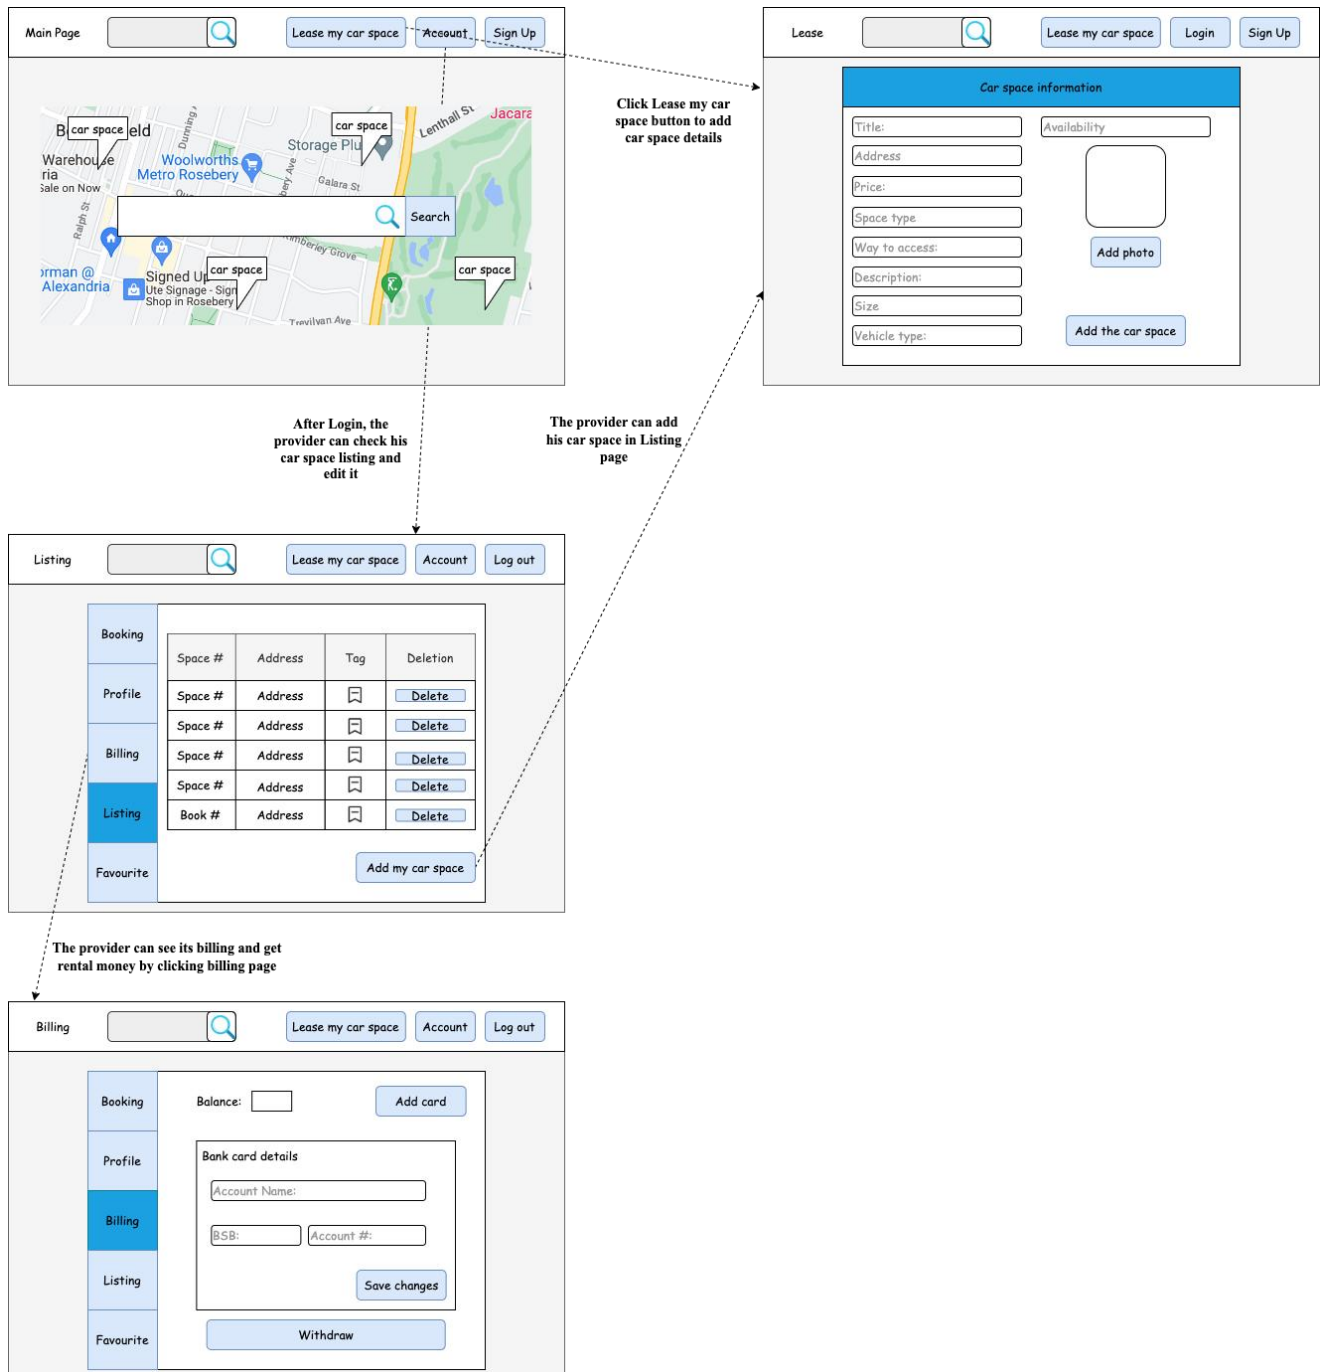 Main Page
Lease my car space
Account
Sign Up
car space
car space
Storage Plu
Lenthall St
Jacara
Dunning A
Warehouse
ria
Sale on Now
Woolworths
Metro Rosebery
Galara St
Ralph St
Search
Kimberley Grove
orman @
Alexandria
Signed Up
Ute Signage - Sign
Shop in Rosebery
car space
car space
Trevilyan Ave
Lease
Lease my car space
Login
Sign Up
Click Lease my car
space button to add
car space details
Car space information
Title:
Availability
Address
Price:
Space type
Way to access:
Add photo
Description:
Size
Vehicle type:
Add the car space
After Login, the
provider can check his
car space listing and
edit it
The provider can add
his car space in Listing
page
Listing
Lease my car space
Account
Log out
Booking
Profile
Billing
Listing
Favourite
Space # Address Tag Deletion
Space # Address Delete
Space # Address Delete
Space # Address Delete
Space # Address Delete
Book # Address Delete
Add my car space
The provider can see its billing and get
rental money by clicking billing page
Billing
Lease my car space
Account
Log out
Booking
Profile
Billing
Listing
Favourite
Balance:
Add card
Bank card details
Account Name:
BSB:
Account #:
Save changes
Withdraw